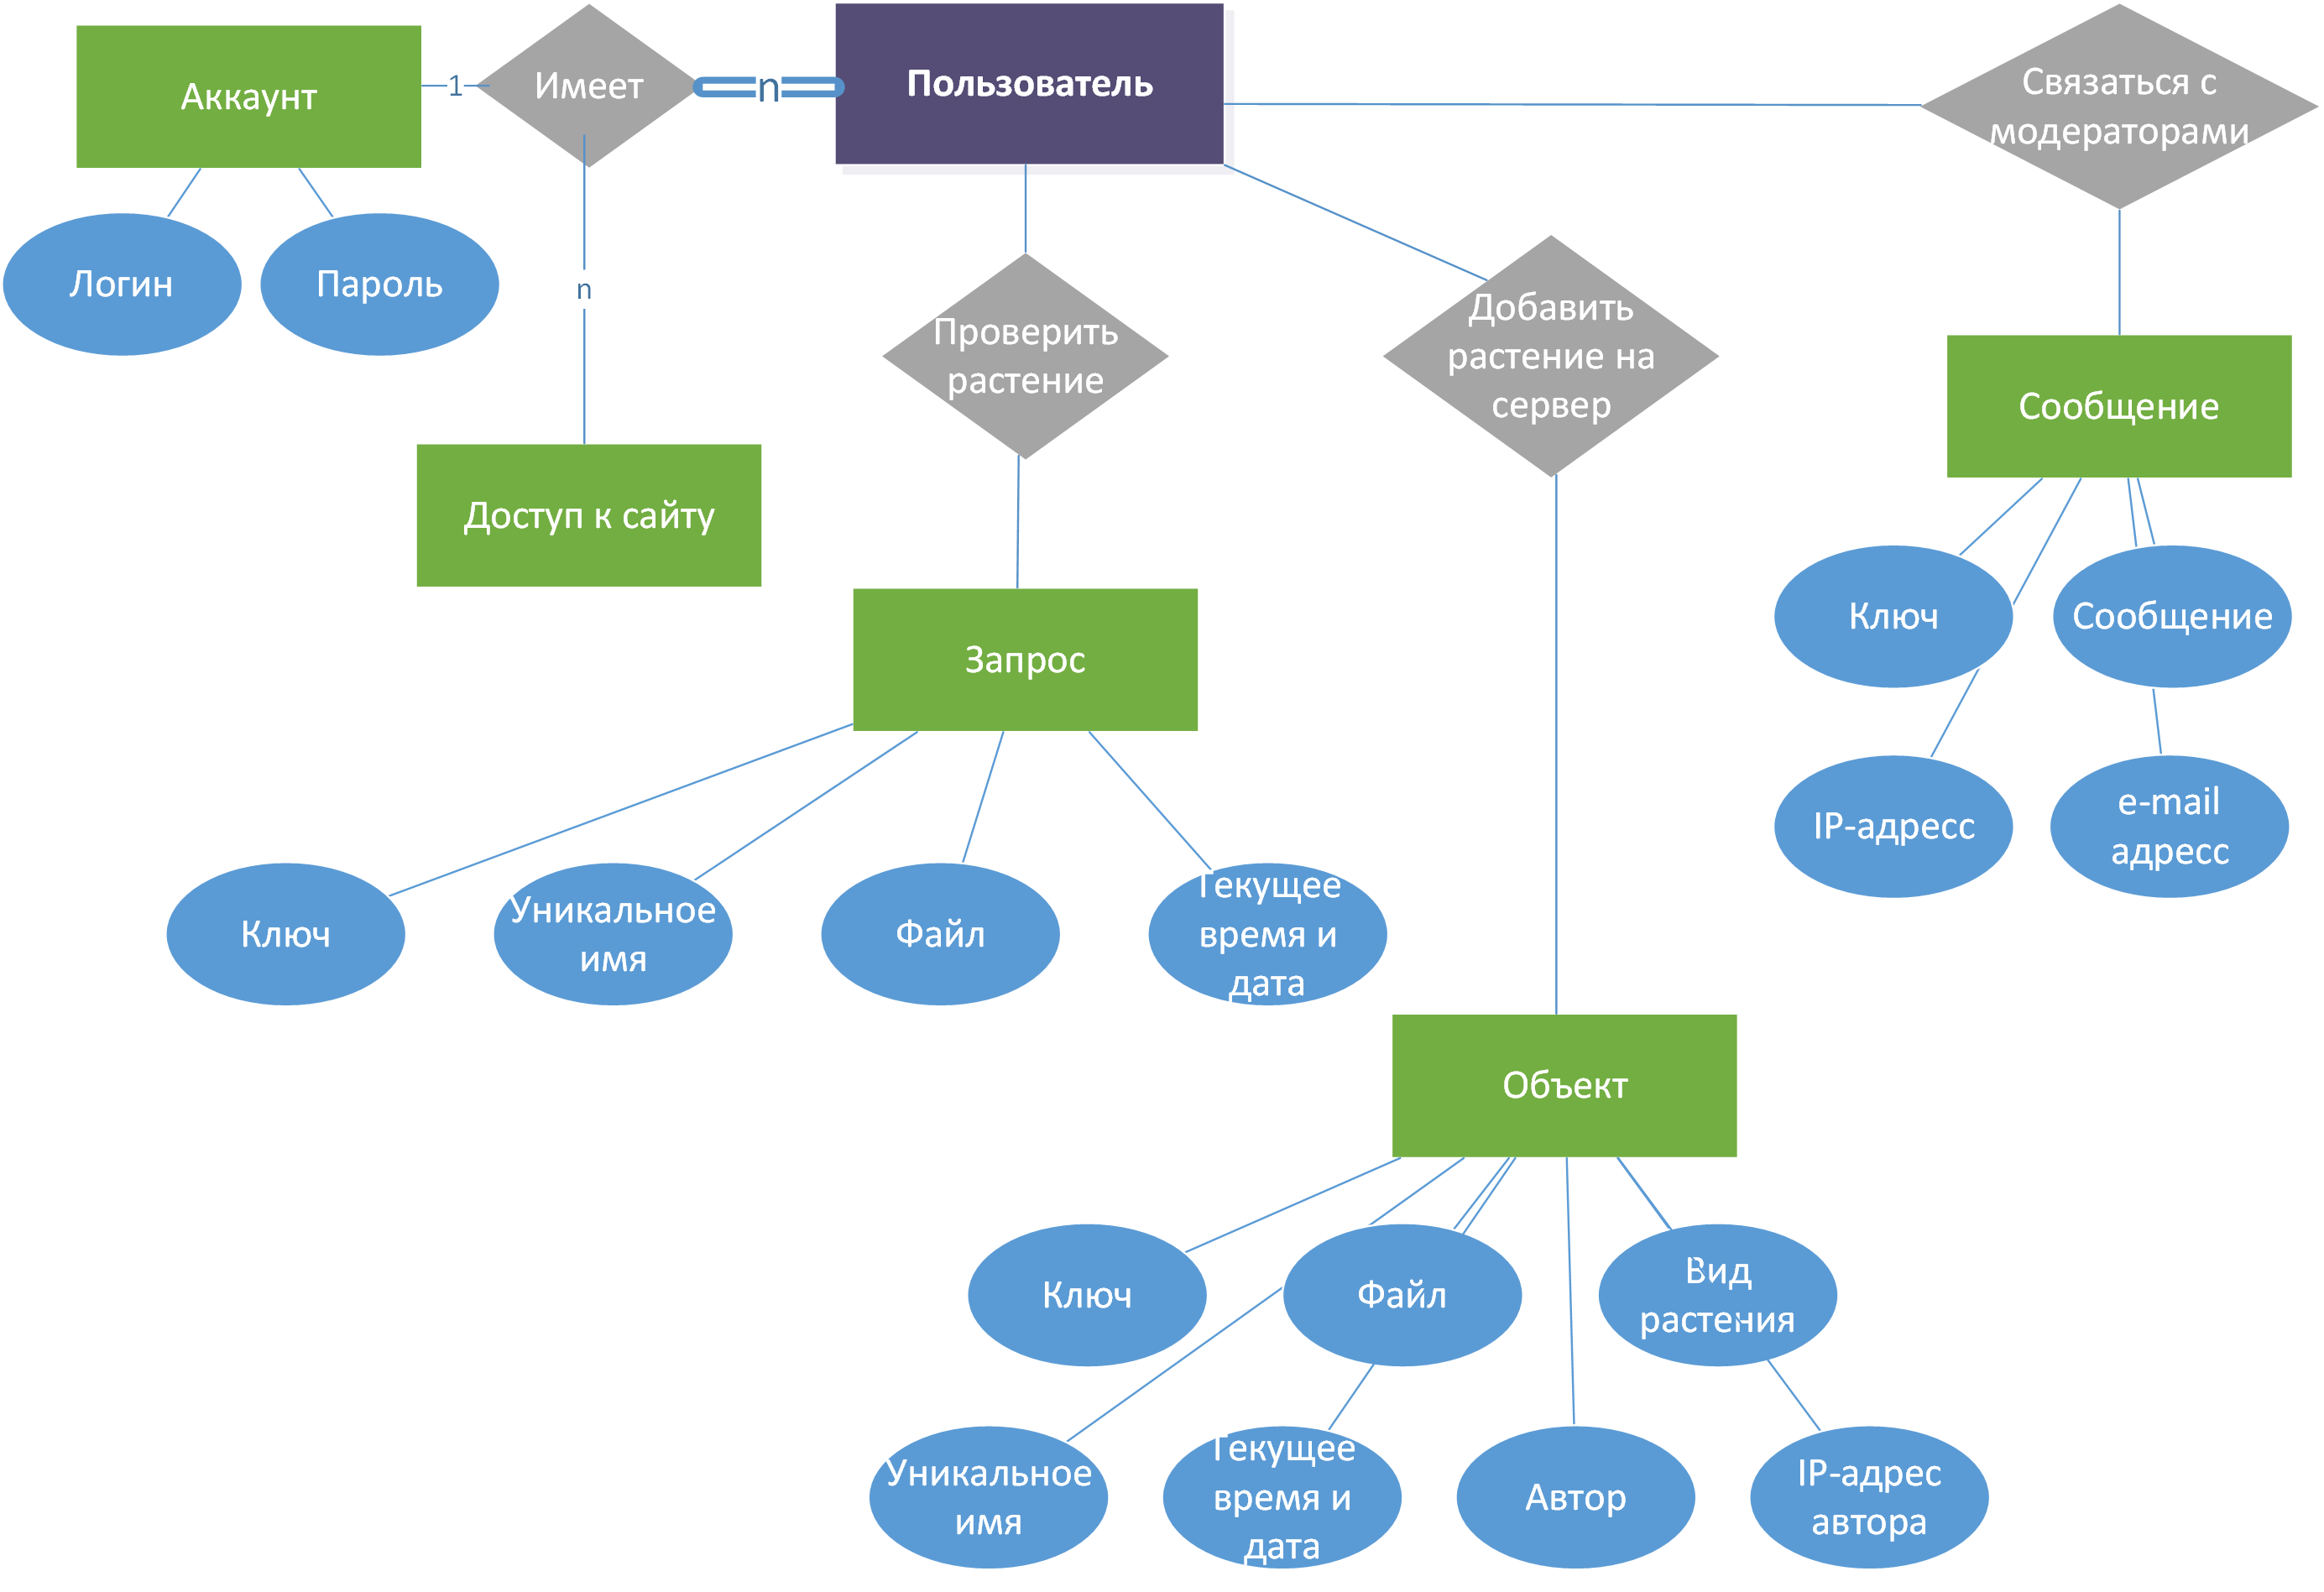 Аккаунт
1
Имеет
n
Пользователь
Связаться с
модераторами
Логин
Пароль
n
Проверить
растение
Добавить
растение на
сервер
Сообщение
Доступ к сайту
Запрос
Ключ
Сообщение
IP-адресс
e-mail
адресс
Ключ
Уникальное
имя
Файл
Текущее
время и
дата
Объект
Ключ
Файл
Вид
растения
Уникальное
имя
Текущее
время и
дата
Автор
IP-адрес
автора